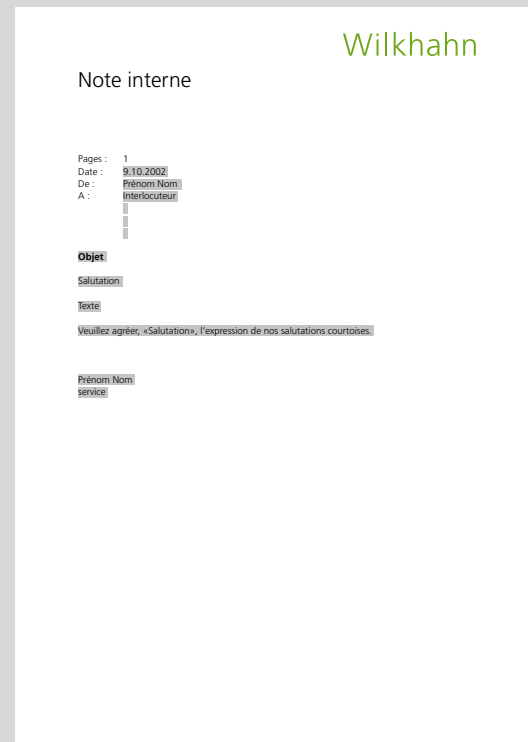 Wilkhahn
Note interne
Pages : 1
Date : 9.10.2002
De : Prénom Nom
A : Interlocuteur
Objet
Salutation
Texte
Veuillez agréer, «Salutation», l'expression de nos salutations courtoises.
Prénom Nom
service